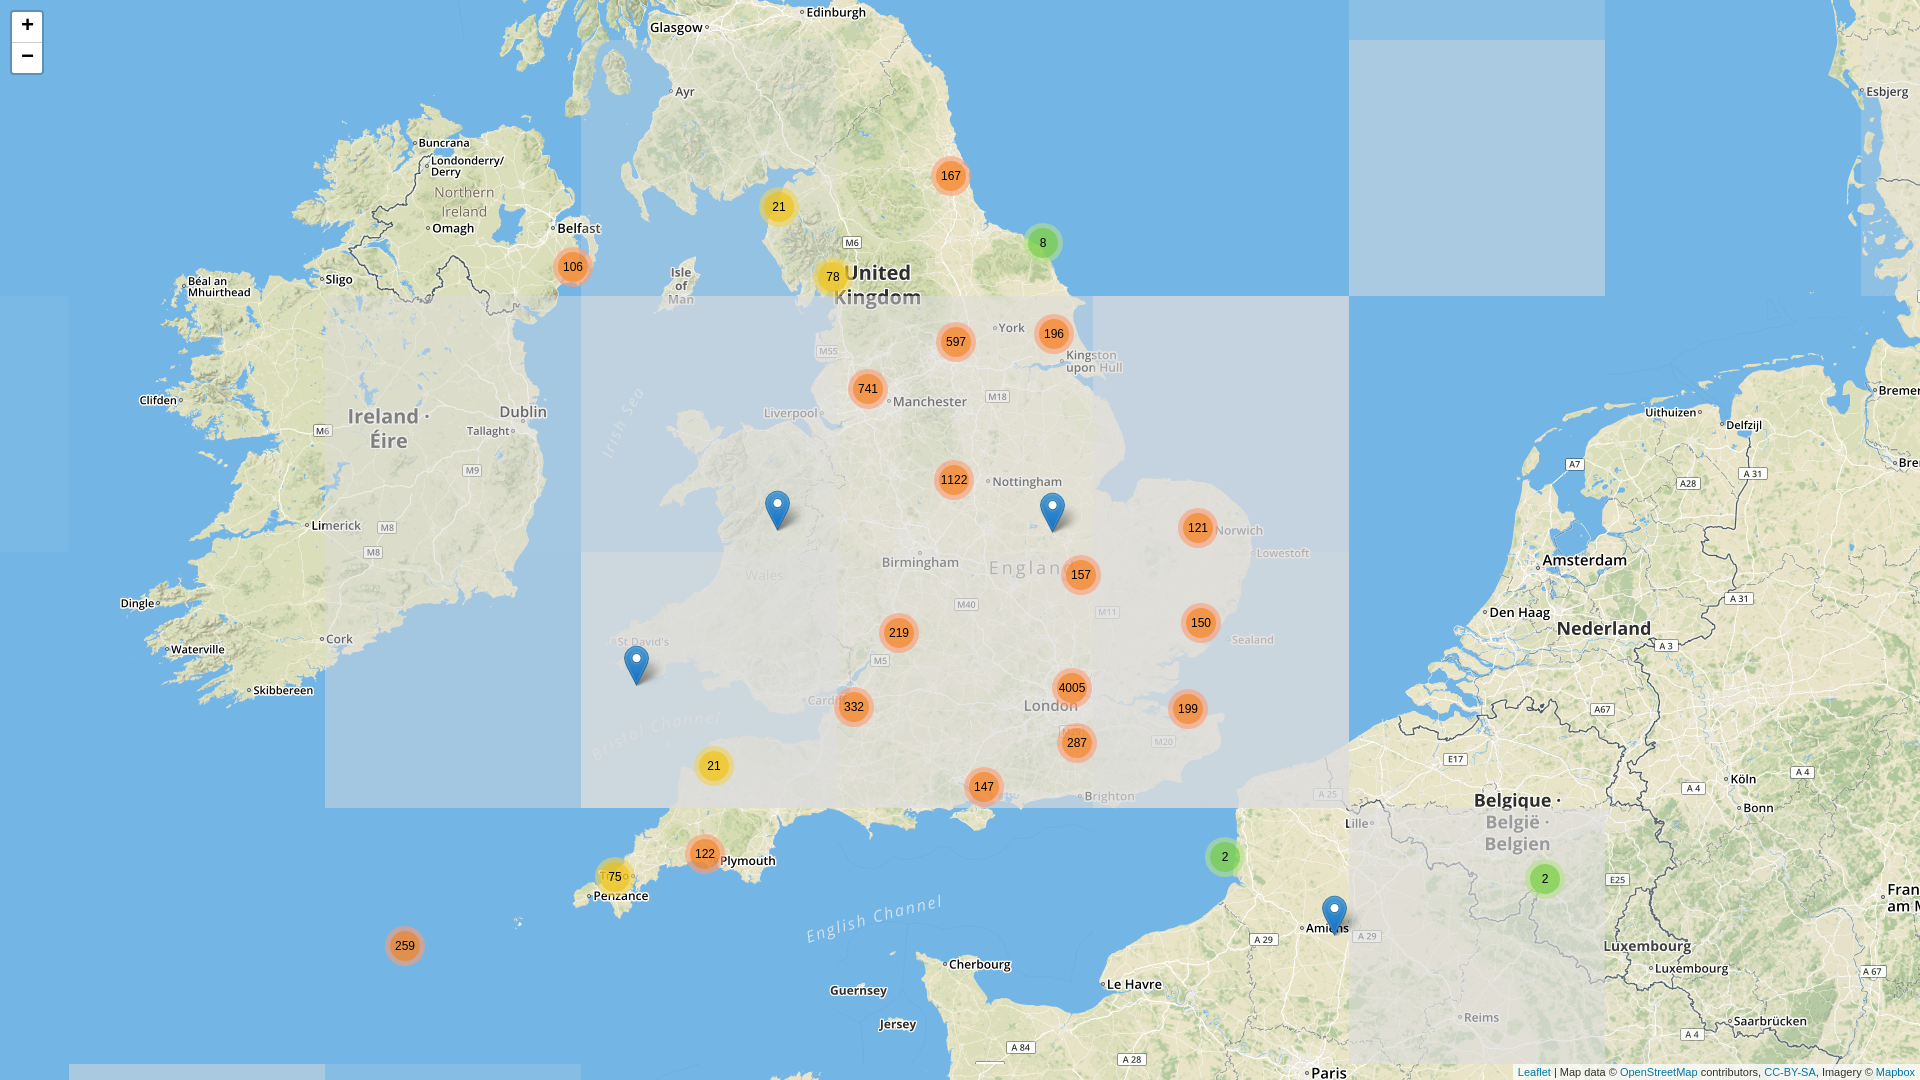 +
−
Edinburgh
Glasgow
Ayr
Esbjerg
Buncrana
Londonderry/
Derry
Northern
Ireland
Omagh
Belfast
167
21
8
M6
106
78
United
Kingdom
Isle
of
Man
Sligo
Béal an
Mhuirthead
York
196
597
M55
Kingston
upon Hull
741
Manchester
M18
Liverpool
Clifden
Ireland ·
Éire
Dublin
Tallaght
M6
M9
Irish Sea
Uithuizen
Delfzijl
A7
A 31
A28
1122
Nottingham
121
Norwich
Lowestoft
Limerick
M8
M8
Birmingham
England
157
Wales
M40
M11
150
Sealand
219
M5
St David's
Amsterdam
Den Haag
Nederland
A 31
A 3
Dingle
Cork
Waterville
Skibbereen
4005
London
199
332
287
M20
Bristol Channel
21
147
Brighton
A67
E17
A 4
Köln
A 4
Bonn
A 25
Belgique ·
België ·
Belgien
Lille
122
Plymouth
75
Penzance
2
2
E25
English Channel
259
Amiens
A 29
A 29
Luxembourg
Luxembourg
A 67
Cherbourg
Le Havre
Guernsey
Jersey
Reims
Saarbrücken
A 4
A 84
A 28
Paris
Leaflet | Map data © OpenStreetMap contributors, CC-BY-SA, Imagery © Mapbox